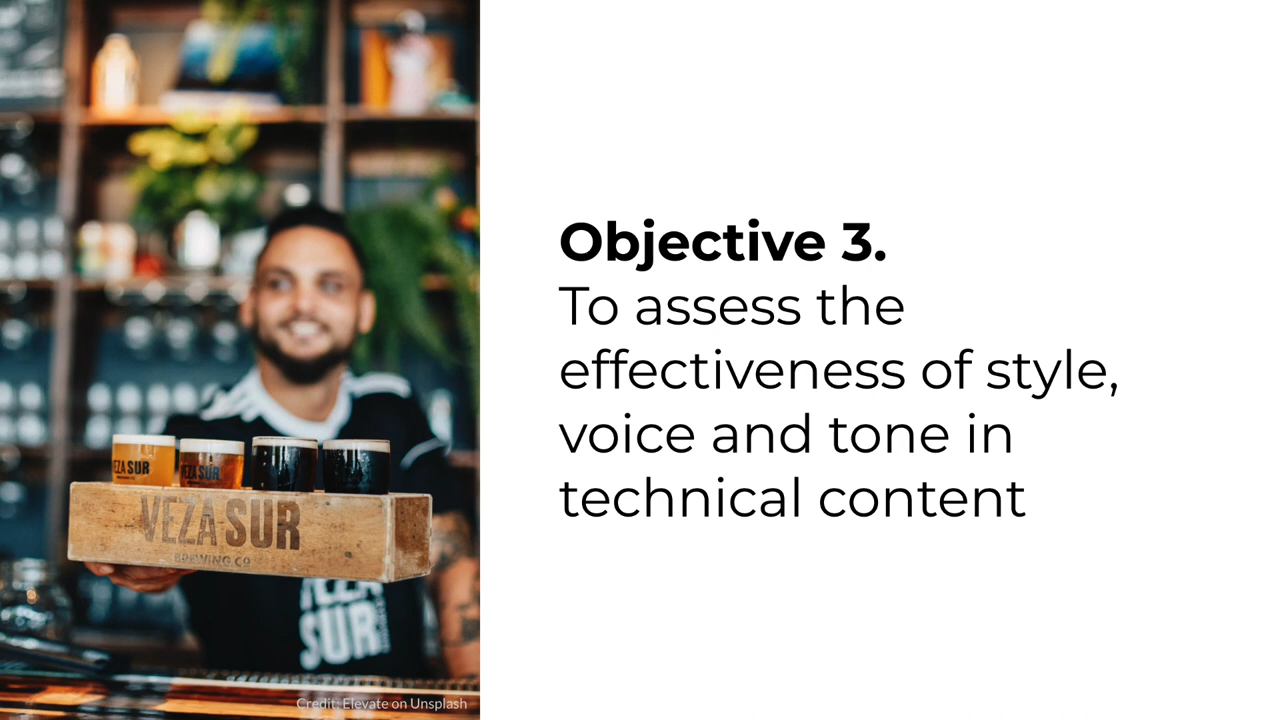 Objective 3.
To assess the
effectiveness of style,
voice and tone in
technical content
VEZA SUR
VEZA SUR
VEZA SUR
BREWING CO
VEZA
SUR
Credit: Elevate on Unsplash